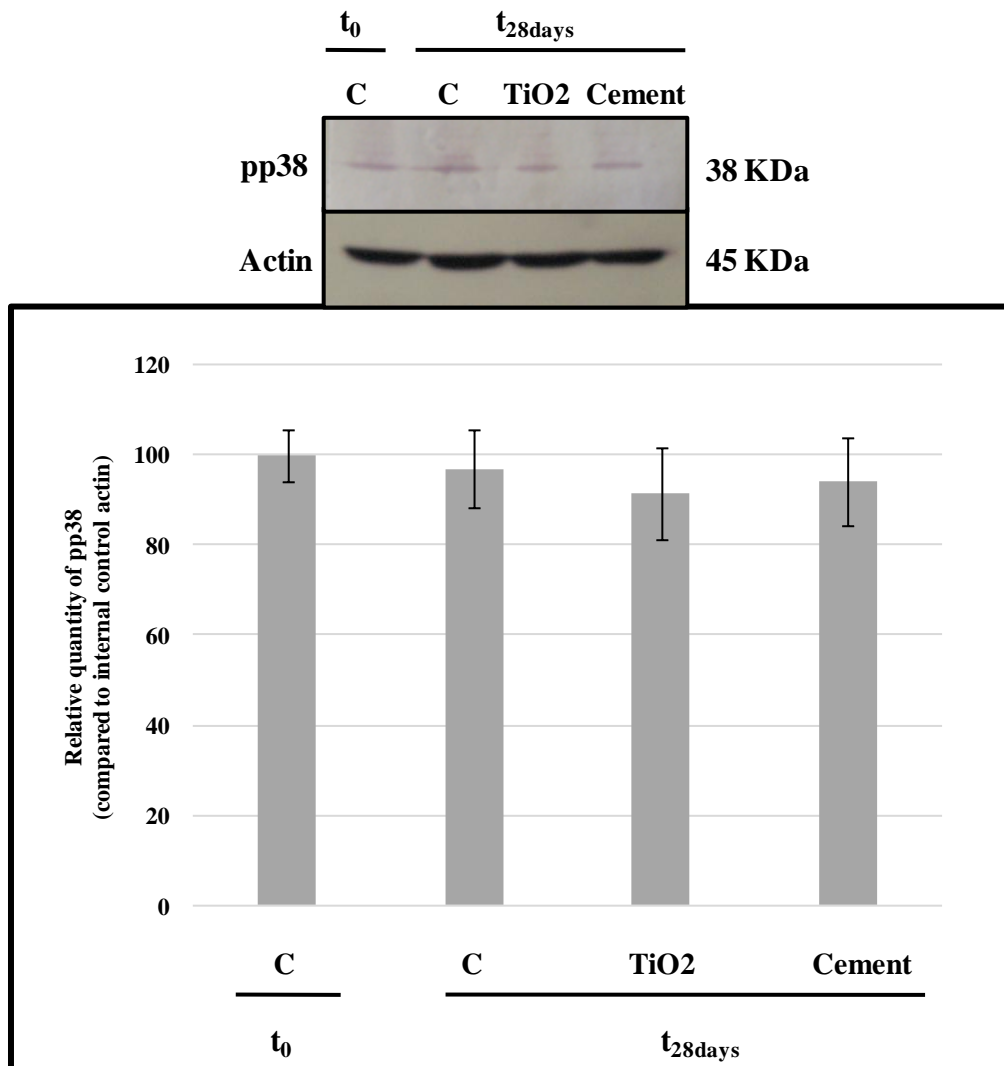 t0 t28days
C C TiO2 Cement
pp38 38 KDa
Actin 45 KDa
120
100
80
60
40
20
0
Relative quantity of pp38
(compared to internal control actin)
C C TiO2 Cement
t0 t28days